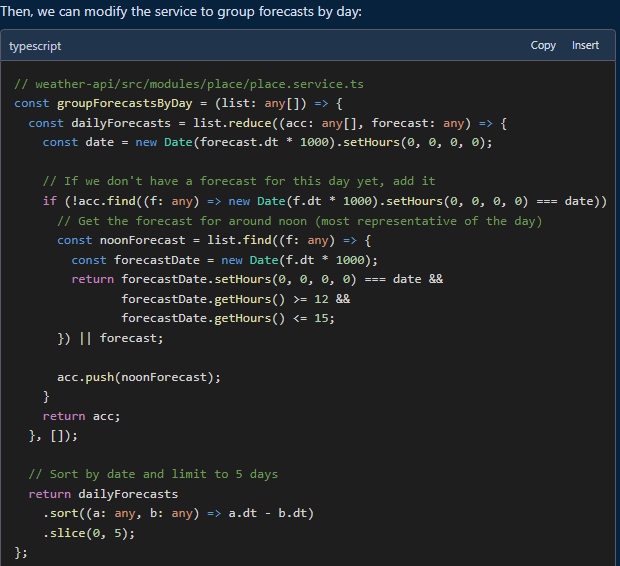 Then, we can modify the service to group forecasts by day:
typescript
Copy
Insert
// weather-api/src/modules/place/place.service.ts
const groupForecastsByDay = (list: any[]) => {
  const dailyForecasts = list.reduce((acc: any[], forecast: any) => {
    const date = new Date(forecast.dt * 1000).setHours(0, 0, 0, 0);

    // If we don't have a forecast for this day yet, add it
    if (!acc.find((f: any) => new Date(f.dt * 1000).setHours(0, 0, 0, 0) === date))
      // Get the forecast for around noon (most representative of the day)
      const noonForecast = list.find((f: any) => {
        const forecastDate = new Date(f.dt * 1000);
        return forecastDate.setHours(0, 0, 0, 0) === date &&
               forecastDate.getHours() >= 12 &&
               forecastDate.getHours() <= 15;
      }) || forecast;

      acc.push(noonForecast);
    }
    return acc;
  }, []);

  // Sort by date and limit to 5 days
  return dailyForecasts
    .sort((a: any, b: any) => a.dt - b.dt)
    .slice(0, 5);
};